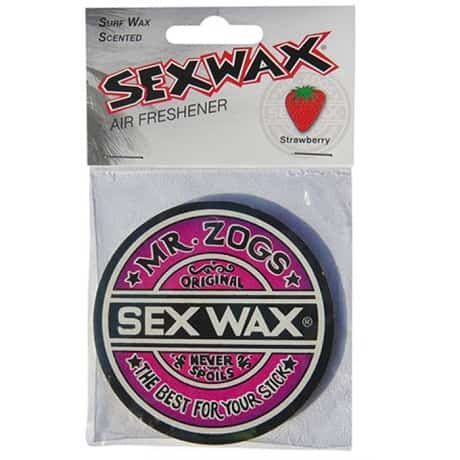 SURF WAX
SCENTED
SEXWAX®
AIR FRESHENER
Strawberry
MR. ZOGS
ORIGINAL
SEX WAX®
NEVER
SPOILS
THE BEST FOR YOUR STICK